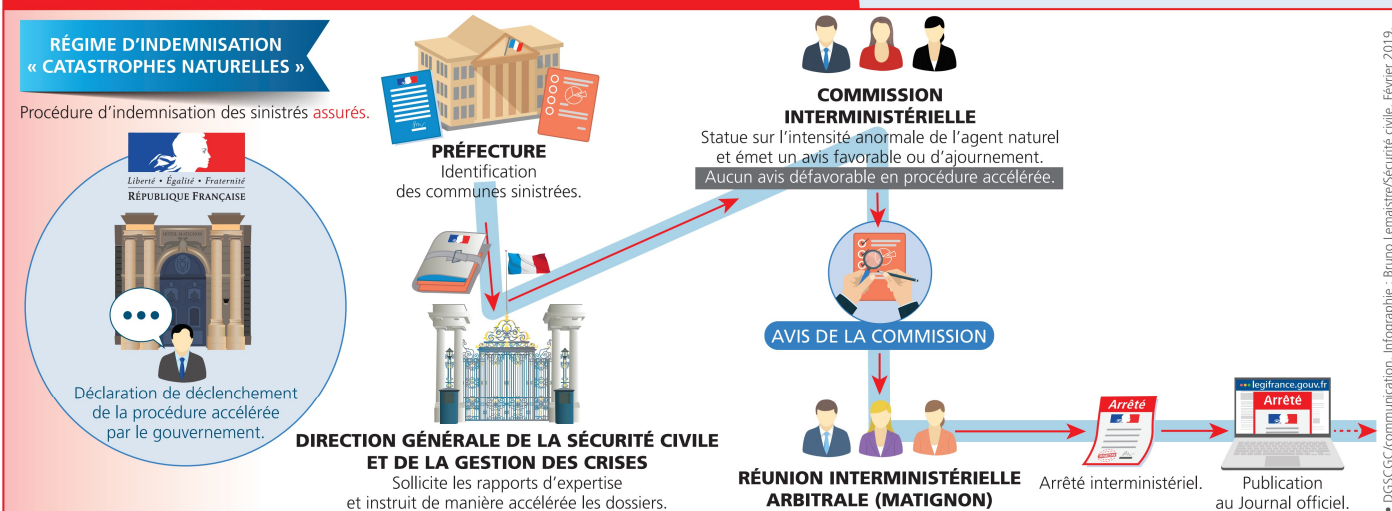 RÉGIME D'INDEMNISATION
« CATASTROPHES NATURELLES »
Procédure d'indemnisation des sinistrés assurés.
Liberté • Égalité • Fraternité
RÉPUBLIQUE FRANÇAISE
HÔTEL MATIGNON
Déclaration de déclenchement
de la procédure accélérée
par le gouvernement.
PRÉFECTURE
Identification
des communes sinistrées.
DIRECTION GÉNÉRALE DE LA SÉCURITÉ CIVILE
ET DE LA GESTION DES CRISES
Sollicite les rapports d'expertise
et instruit de manière accélérée les dossiers.
COMMISSION
INTERMINISTÉRIELLE
Statue sur l'intensité anormale de l'agent naturel
et émet un avis favorable ou d'ajournement.
Aucun avis défavorable en procédure accélérée.
AVIS DE LA COMMISSION
RÉUNION INTERMINISTÉRIELLE
ARBITRALE (MATIGNON)
Arrêté
Arrêté interministériel.
legifrance.gouv.fr
Arrêté
Publication
au Journal officiel.
• DGSCGC/communication. Infographie : Bruno Lemaistre/Sécurité civile. Février 2019.